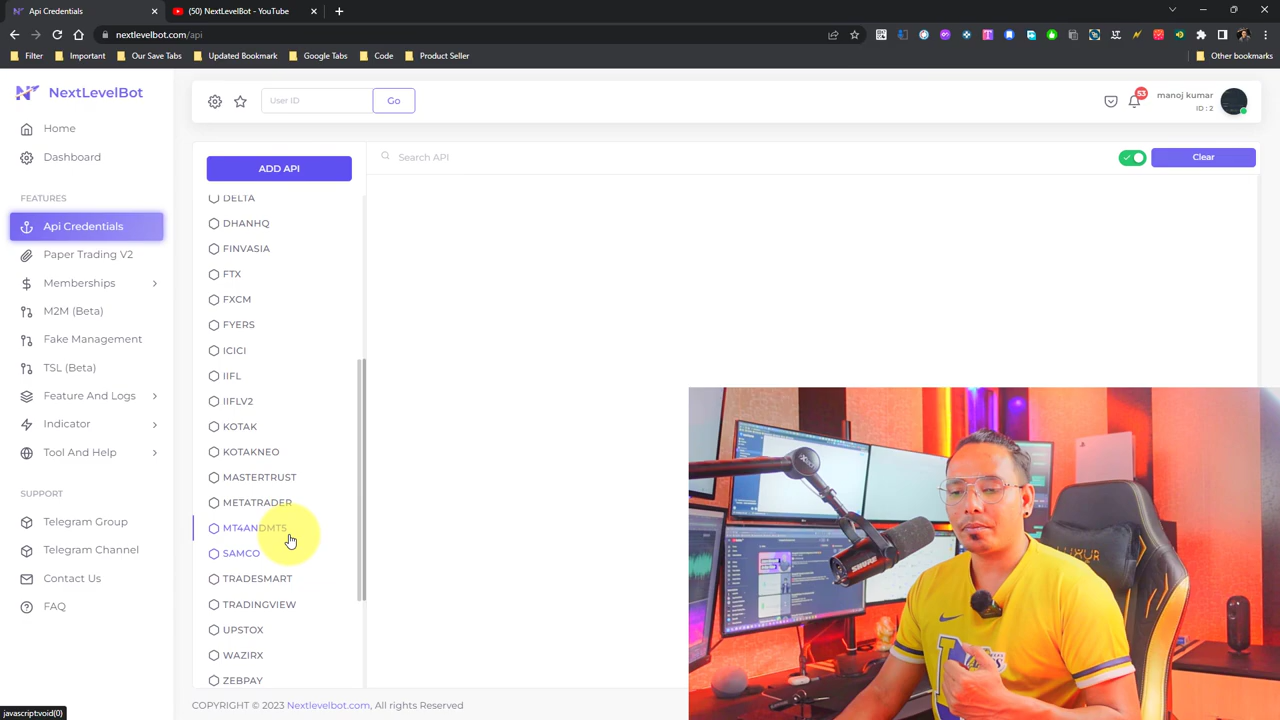 Api Credentials
(50) NextLevelBot - YouTube
nextlevelbot.com/api
Filter
Important
Our Save Tabs
Updated Bookmark
Google Tabs
Code
Product Seller
Other bookmarks
NextLevelBot
Home
Dashboard
FEATURES
Api Credentials
Paper Trading V2
Memberships
M2M (Beta)
Fake Management
TSL (Beta)
Feature And Logs
Indicator
Tool And Help
SUPPORT
Telegram Group
Telegram Channel
Contact Us
FAQ
User ID
Go
53
manoj kumar
ID : 2
ADD API
Search API
Clear
DELTA
DHANHQ
FINVASIA
FTX
FXCM
FYERS
ICICI
IIFL
IIFLV2
KOTAK
KOTAKNEO
MASTERTRUST
METATRADER
MT4ANDMT5
SAMCO
TRADESMART
TRADINGVIEW
UPSTOX
WAZIRX
ZEBPAY
COPYRIGHT © 2023 Nextlevelbot.com, All rights Reserved
javascript:void(0)
SHURE